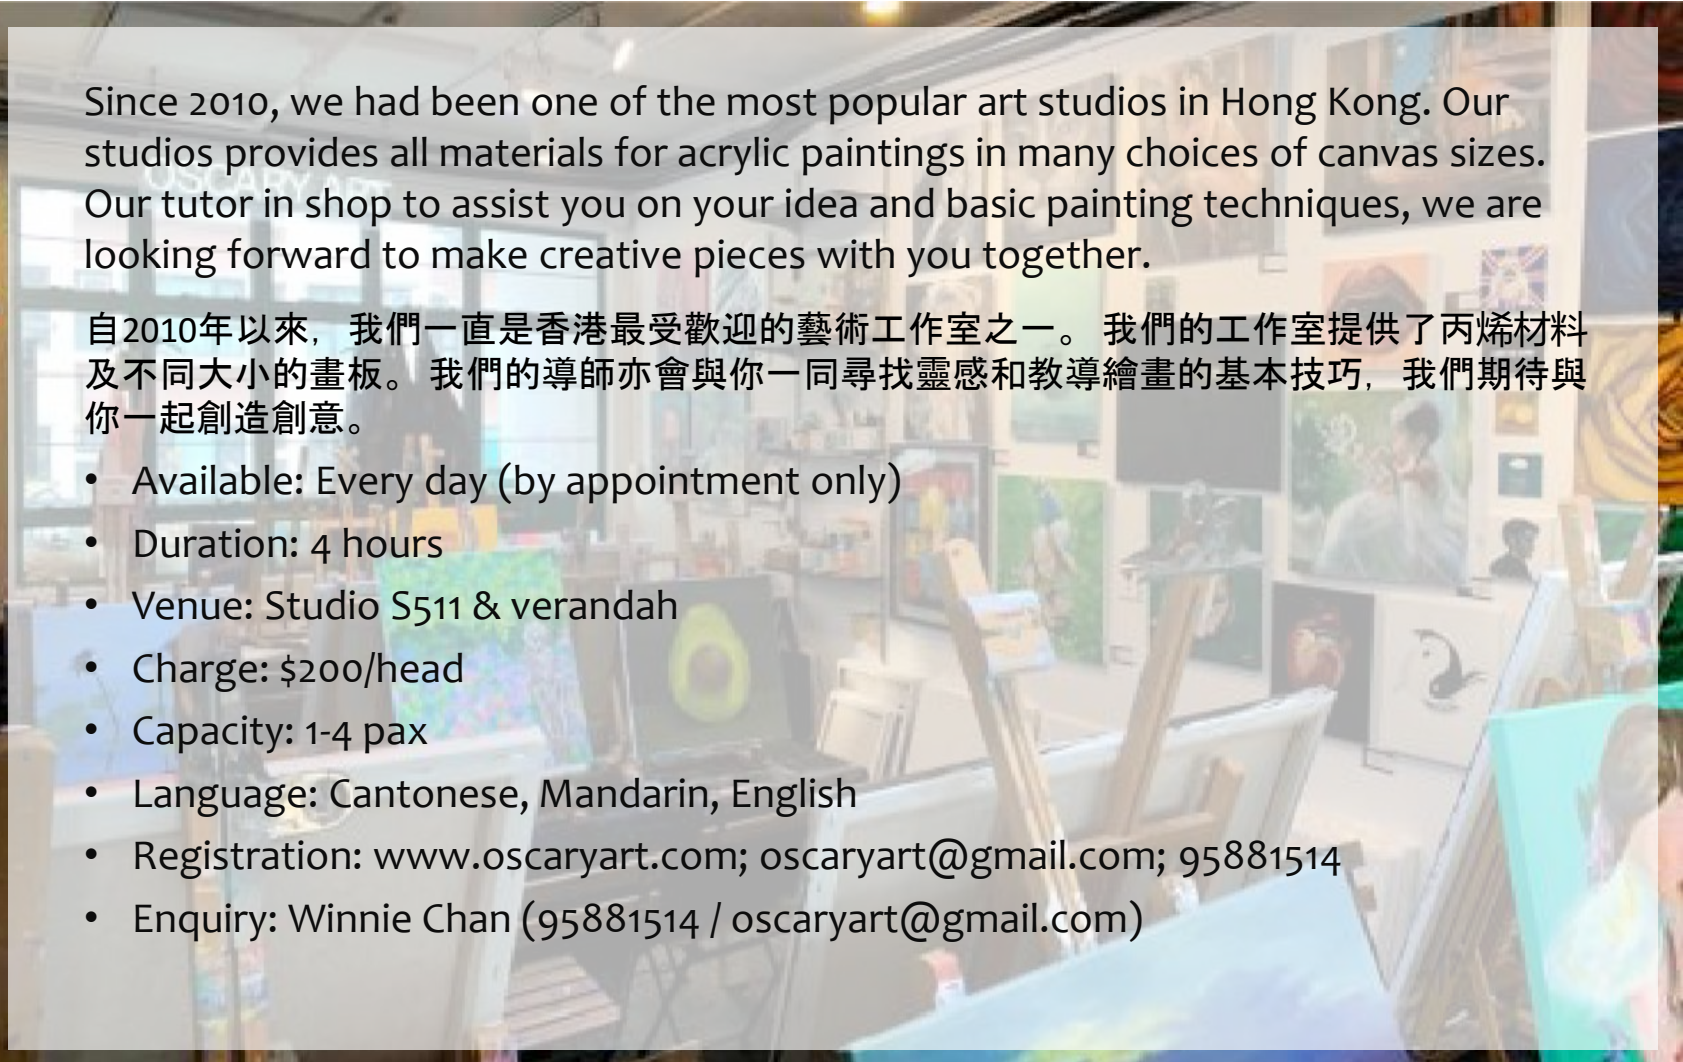 Since 2010, we had been one of the most popular art studios in Hong Kong. Our
studios provides all materials for acrylic paintings in many choices of canvas sizes.
OSCARY ART
Our tutor in shop to assist you on your idea and basic painting techniques, we are
looking forward to make creative pieces with you together.
自2010年以來, 我們一直是香港最受歡迎的藝術工作室之一。 我們的工作室提供了丙烯材料
及不同大小的畫板。 我們的導師亦會與你一同尋找靈感和教導繪畫的基本技巧, 我們期待與
你一起創造創意。
• Available: Every day (by appointment only)
• Duration: 4 hours
• Venue: Studio S511 & verandah
• Charge: $200/head
• Capacity: 1-4 pax
• Language: Cantonese, Mandarin, English
• Registration: www.oscaryart.com; oscaryart@gmail.com; 95881514
• Enquiry: Winnie Chan (95881514 / oscaryart@gmail.com)